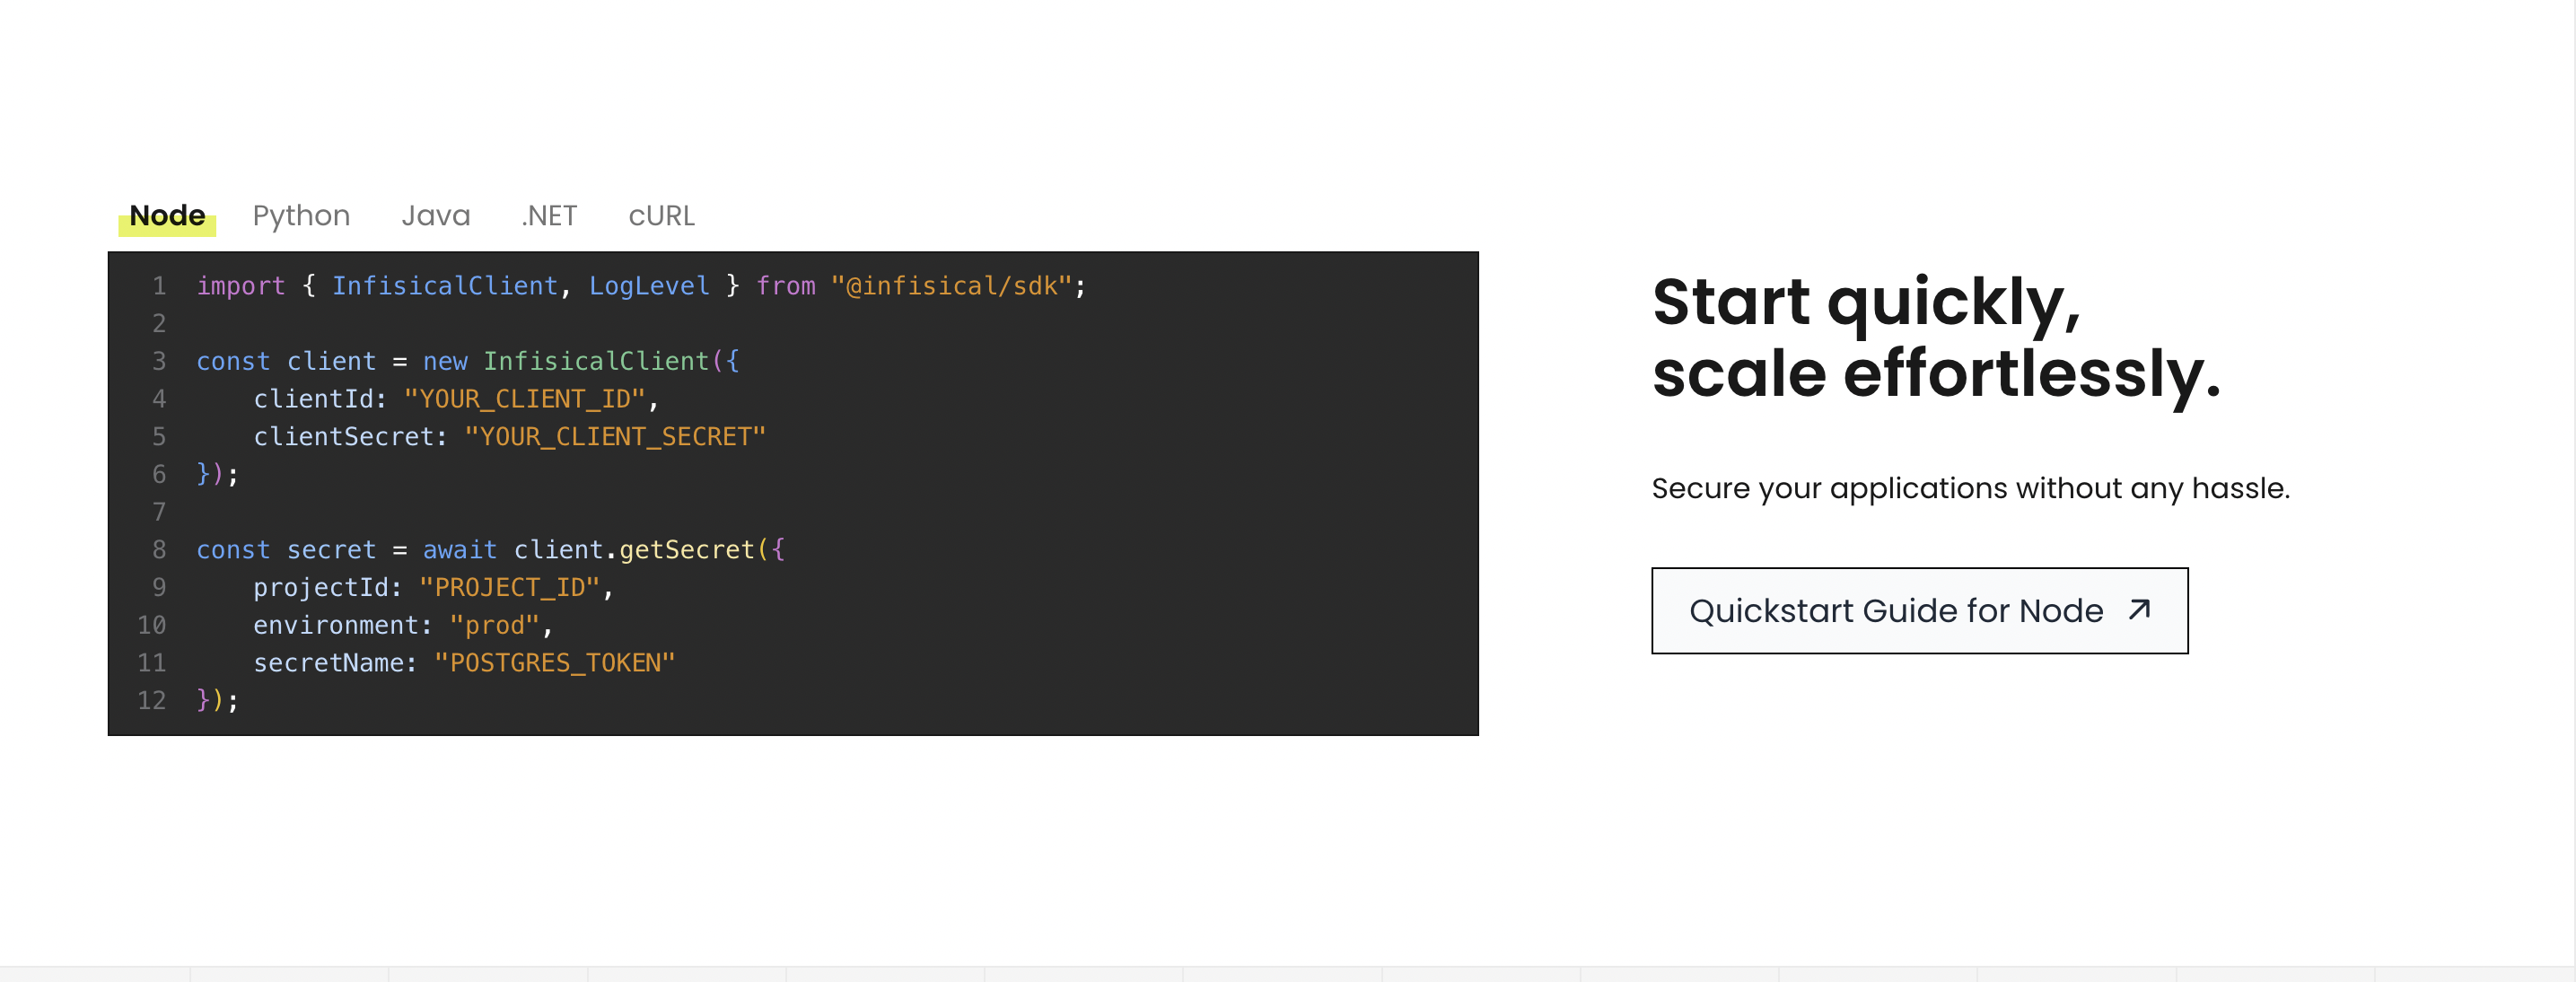 Node Python Java .NET cURL
1 import { InfisicalClient, LogLevel } from "@infisical/sdk";
2
3 const client = new InfisicalClient({
4     clientId: "YOUR_CLIENT_ID",
5     clientSecret: "YOUR_CLIENT_SECRET"
6 });
7
8 const secret = await client.getSecret({
9     projectId: "PROJECT_ID",
10     environment: "prod",
11     secretName: "POSTGRES_TOKEN"
12 });
Start quickly,
scale effortlessly.
Secure your applications without any hassle.
Quickstart Guide for Node